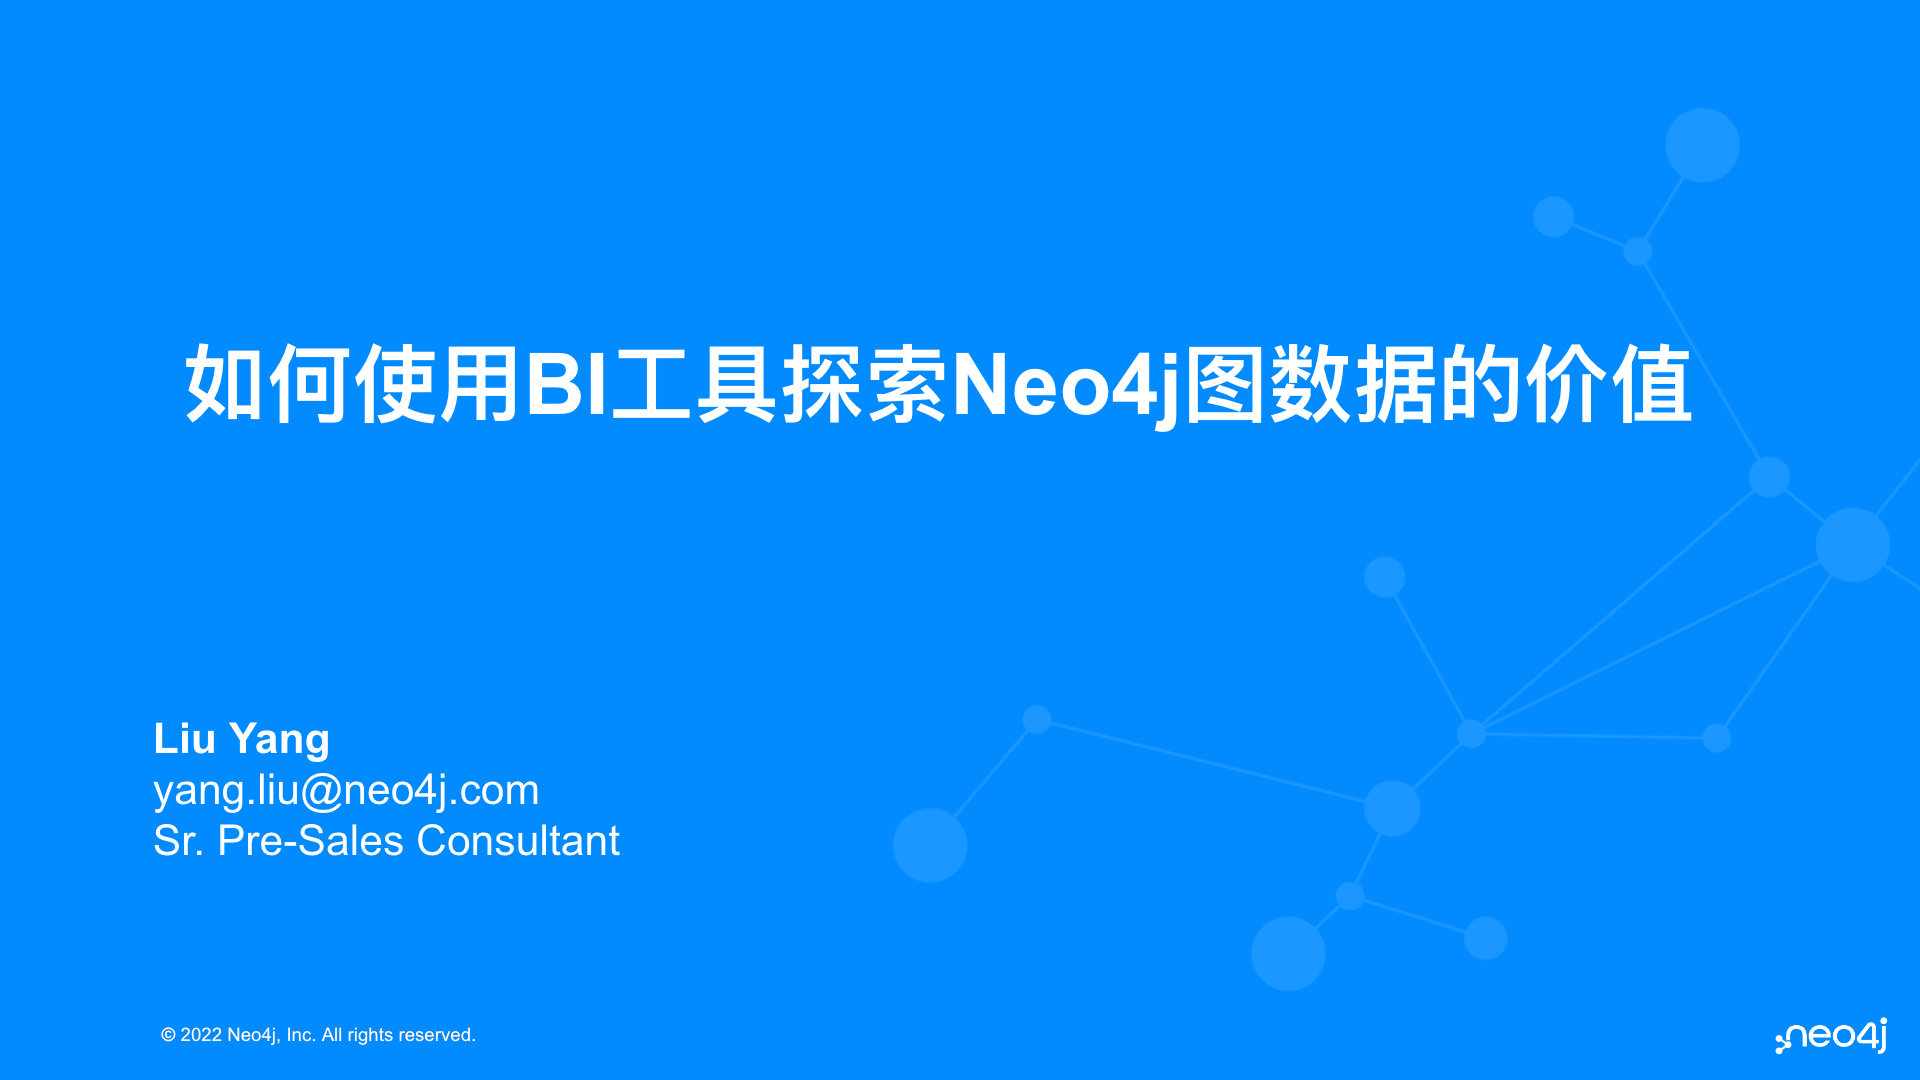 如何使用BI工具探索Neo4j图数据的价值
Liu Yang
yang.liu@neo4j.com
Sr. Pre-Sales Consultant
© 2022 Neo4j, Inc. All rights reserved.
neo4j